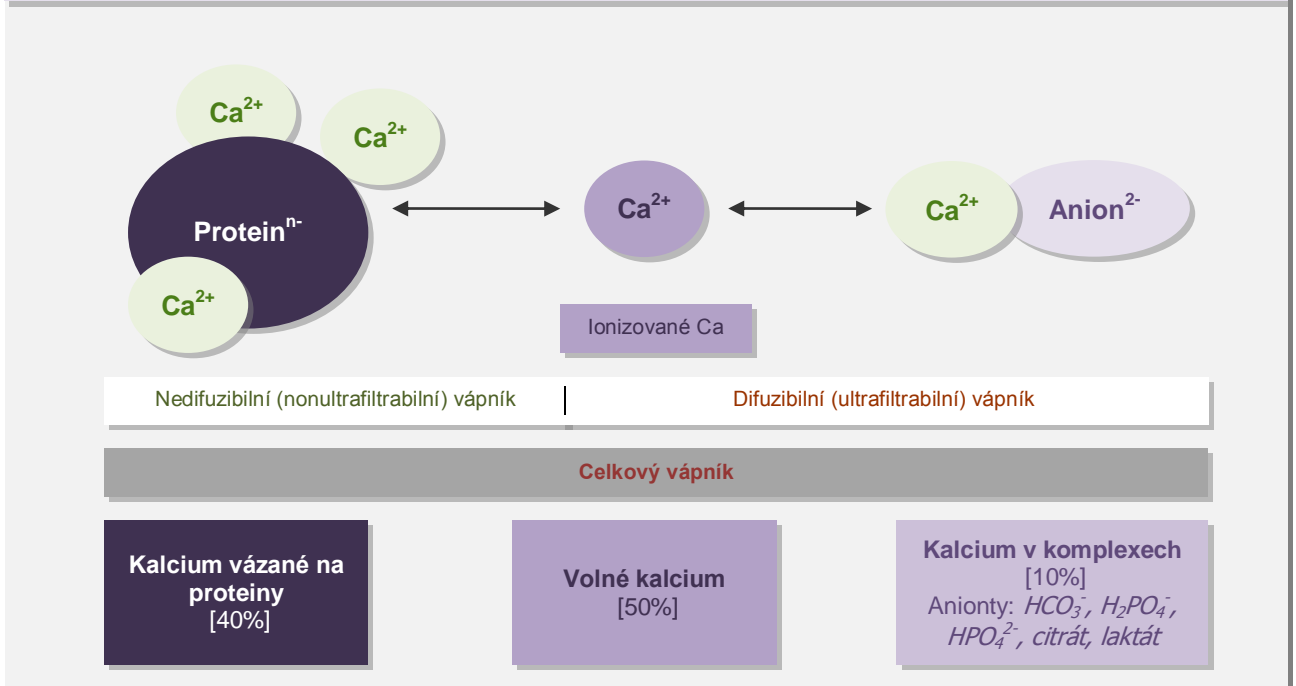 Ca²⁺
Ca²⁺
Proteinⁿ⁻
Ca²⁺
Ca²⁺
Ca²⁺
Anion²⁻
Ionizované Ca
Nedifuzibilní (nonultrafiltrabilní) vápník
Difuzibilní (ultrafiltrabilní) vápník
Celkový vápník
Kalcium vázané na
proteiny
[40%]
Volné kalcium
[50%]
Kalcium v komplexech
[10%]
Anionty: HCO₃⁻, H₂PO₄⁻,
HPO₄²⁻, citrát, laktát